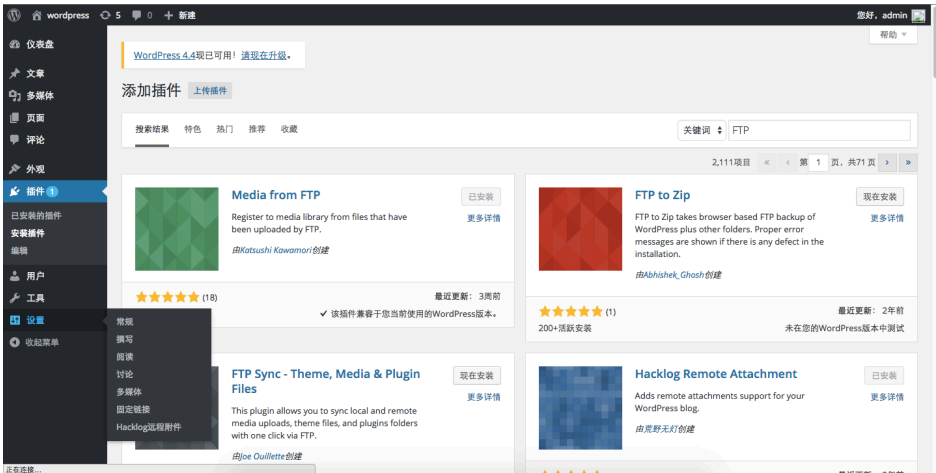 wordpress 5 0 + 新建 您好，admin
帮助
仪表盘
WordPress 4.4现已可用！请现在升级。
文章
添加插件 上传插件
多媒体
页面
搜索结果 特色 热门 推荐 收藏 关键词 FTP
评论
2,111项目 « ‹ 第 1 页，共71页 › »
外观
插件 1
已安装的插件
安装插件
编辑
用户
工具
设置
收起菜单
常规
撰写
阅读
讨论
多媒体
固定链接
Hacklog远程附件
Media from FTP 已安装
更多详情
Register to media library from files that have
been uploaded by FTP.
由Katsushi Kawamori创建
(18) 最近更新： 3周前
✔ 该插件兼容于您当前使用的WordPress版本。
FTP to Zip 现在安装
更多详情
FTP to Zip takes browser based FTP backup of
WordPress plus other folders. Proper error
messages are shown if there is any defect in the
installation.
由Abhishek_Ghosh创建
(1) 最近更新： 2年前
200+活跃安装 未在您的WordPress版本中测试
FTP Sync - Theme, Media & Plugin
Files
现在安装
更多详情
This plugin allows you to sync local and remote
media uploads, theme files, and plugins folders
with one click via FTP.
由Joe Ouillette创建
Hacklog Remote Attachment 已安装
更多详情
Adds remote attachments support for your
WordPress blog.
由荒野无灯创建
正在连接...